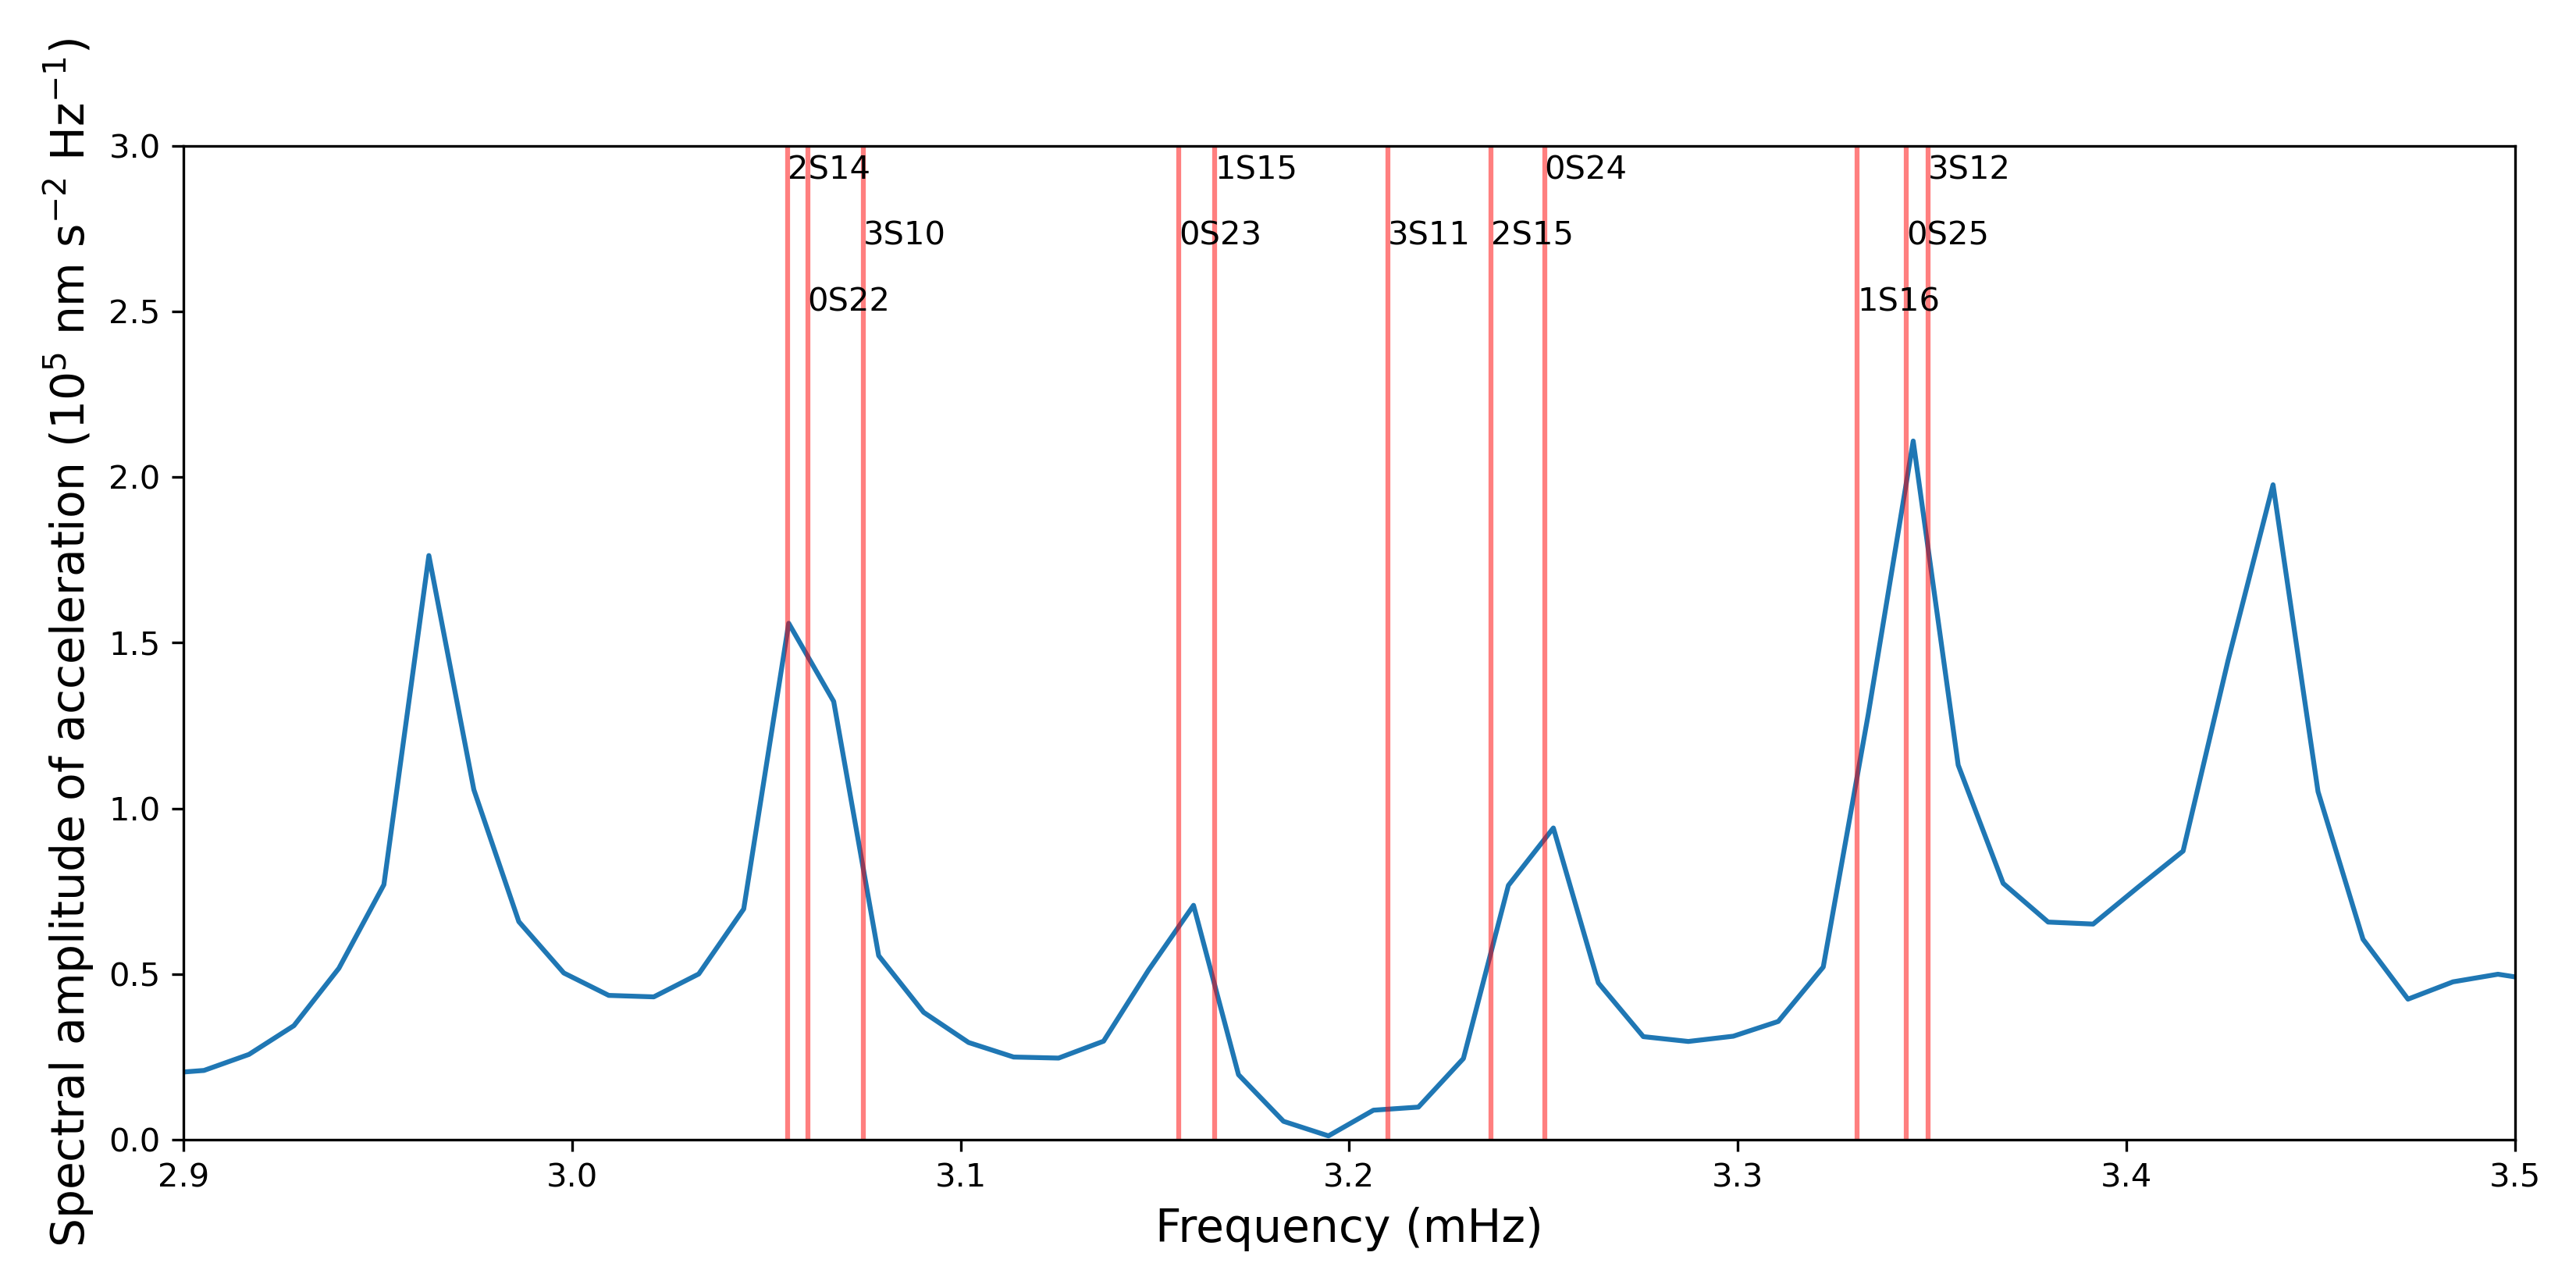 Spectral amplitude of acceleration (10⁵ nm s⁻² Hz⁻¹)
3.0
2.5
2.0
1.5
1.0
0.5
0.0
2S14
1S15
0S24
3S12
3S10
0S23
3S11
2S15
0S25
0S22
1S16
2.9
3.0
3.1
3.2
3.3
3.4
3.5
Frequency (mHz)